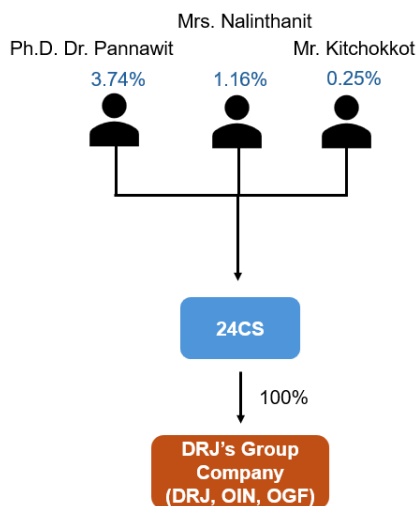 Mrs. Nalinthanit
Ph.D. Dr. Pannawit
Mr. Kitchokkot
3.74%
1.16%
0.25%
24CS
100%
DRJ's Group
Company
(DRJ, OIN, OGF)